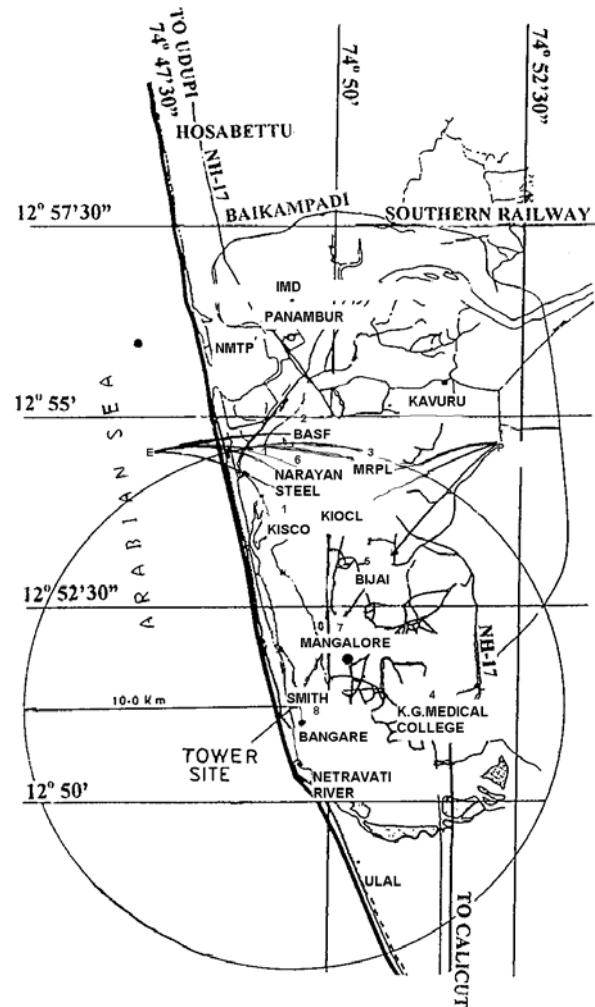 TO UDUPI
74° 47'30"
74° 50'
74° 52'30"
HOSABETTU
NH-17
BAIKAMPADI
SOUTHERN RAILWAY
12° 57'30"
IMD
PANAMBUR
NMTP
KAVURU
12° 55'
2
BASF
E
P
6
3
MRPL
NARAYAN
STEEL
ARABIAN SEA
1
KISCO
KIOCL
5
BIJAI
12° 52'30"
7
MANGALORE
NH-17
SMITH
8
4
K.G.MEDICAL
COLLEGE
10.0 Km
BANGARE
TOWER
SITE
NETRAVATI
RIVER
12° 50'
ULAL
TO CALICUT